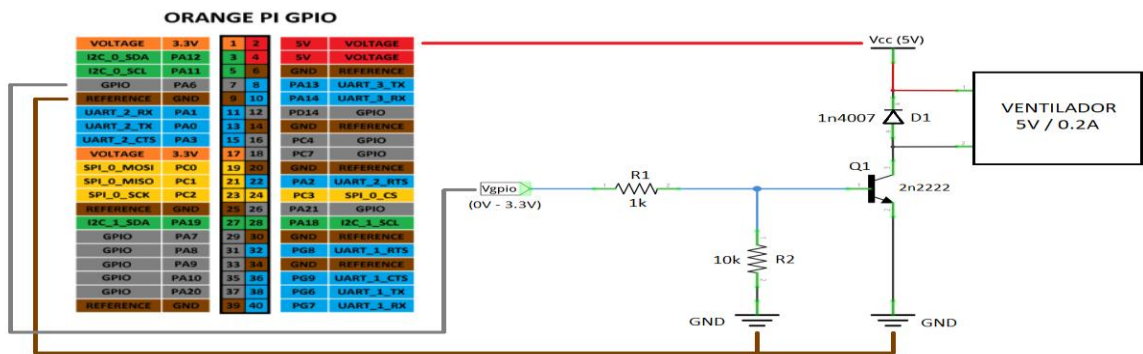 ORANGE PI GPIO
VOLTAGE 3.3V 1 2 5V VOLTAGE
I2C_0_SDA PA12 3 4 5V VOLTAGE
I2C_0_SCL PA11 5 6 GND REFERENCE
GPIO PA6 7 8 PA13 UART_3_TX
REFERENCE GND 9 10 PA14 UART_3_RX
UART_2_RX PA1 11 12 PD14 GPIO
UART_2_TX PA0 13 14 GND REFERENCE
UART_2_CTS PA3 15 16 PC4 GPIO
VOLTAGE 3.3V 17 18 PC7 GPIO
SPI_0_MOSI PC0 19 20 GND REFERENCE
SPI_0_MISO PC1 21 22 PA2 UART_2_RTS
SPI_0_SCK PC2 23 24 PC3 SPI_0_CS
REFERENCE GND 25 26 PA21 GPIO
I2C_1_SDA PA19 27 28 PA18 I2C_1_SCL
GPIO PA7 29 30 GND REFERENCE
GPIO PA8 31 32 PG8 UART_1_RTS
GPIO PA9 33 34 GND REFERENCE
GPIO PA10 35 36 PG9 UART_1_CTS
GPIO PA20 37 38 PG6 UART_1_TX
REFERENCE GND 39 40 PG7 UART_1_RX
Vcc (5V)
1n4007 D1
VENTILADOR
5V / 0.2A
Q1
2n2222
Vgpio
(0V - 3.3V)
R1
1k
10k R2
GND
GND